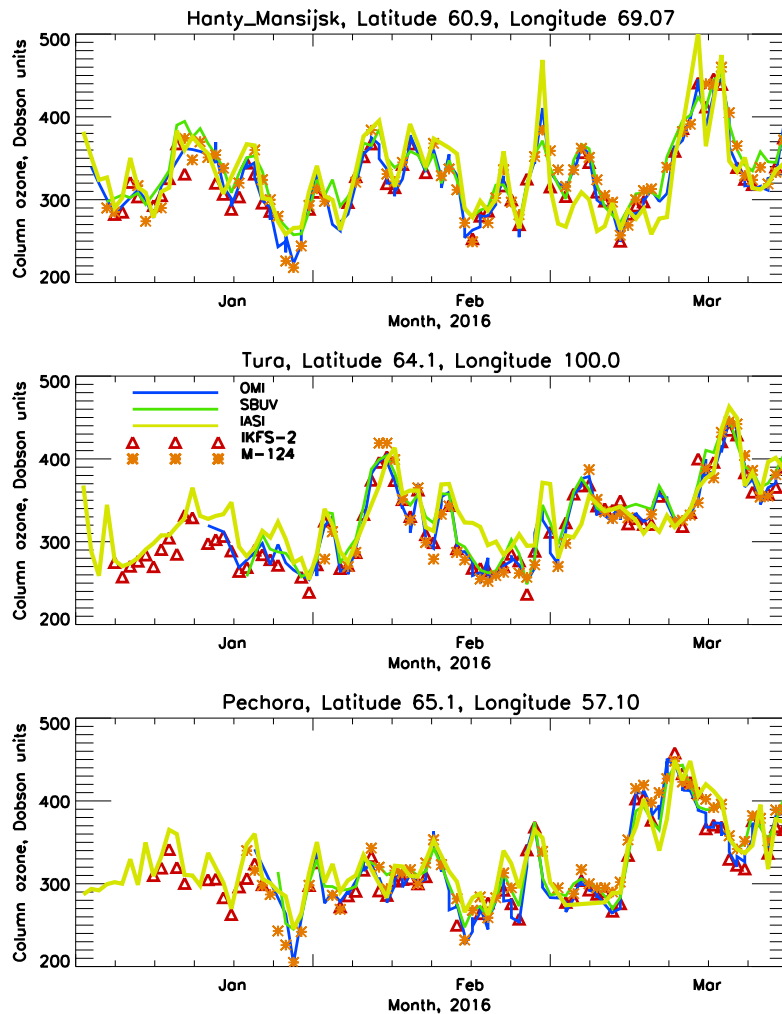 Hanty_Mansijsk, Latitude 60.9, Longitude 69.07
500
400
300
200
Column ozone, Dobson units
Jan Feb Mar
Month, 2016
Tura, Latitude 64.1, Longitude 100.0
500
400
300
200
Column ozone, Dobson units
OMI
SBUV
IASI
IKFS-2
M-124
Jan Feb Mar
Month, 2016
Pechora, Latitude 65.1, Longitude 57.10
500
400
300
200
Column ozone, Dobson units
Jan Feb Mar
Month, 2016